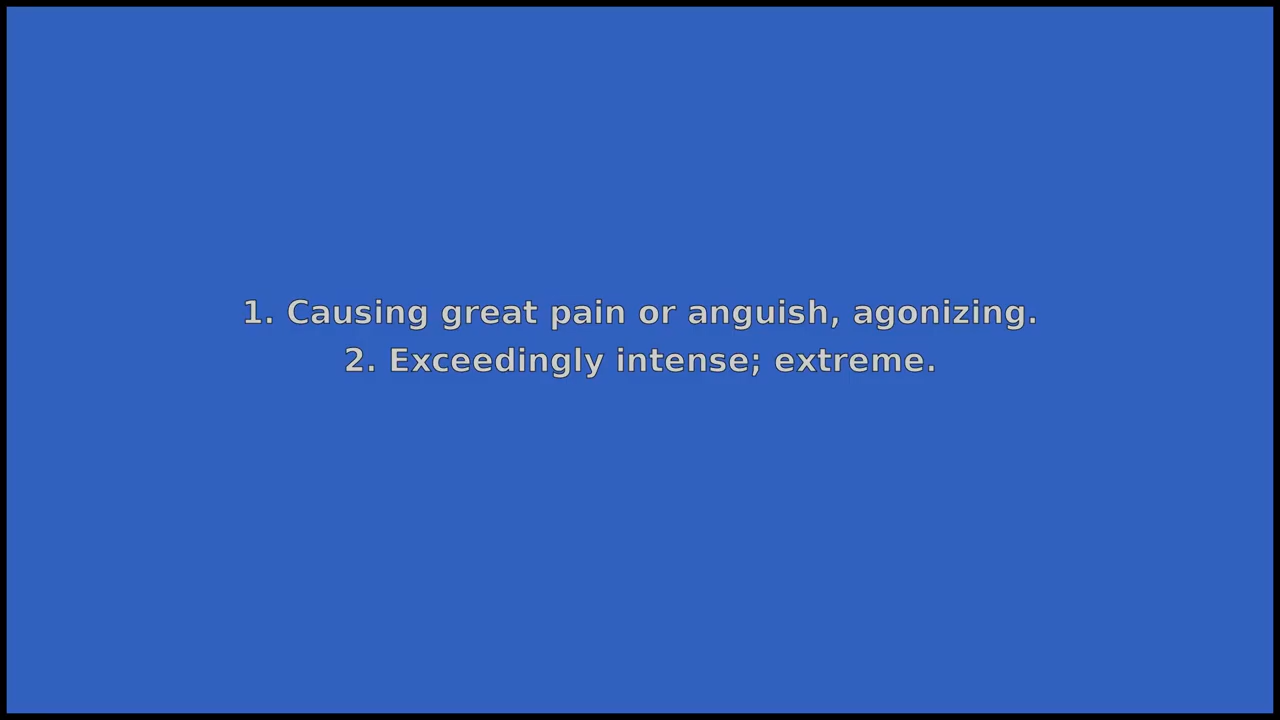 1. Causing great pain or anguish, agonizing.
2. Exceedingly intense; extreme.